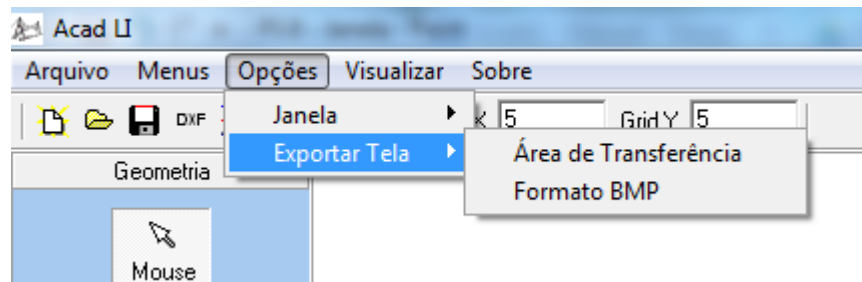 Acad LI
Arquivo Menus Opções Visualizar Sobre
DXF Janela X 5 Grid Y 5
Geometria Exportar Tela Área de Transferência
Formato BMP
Mouse